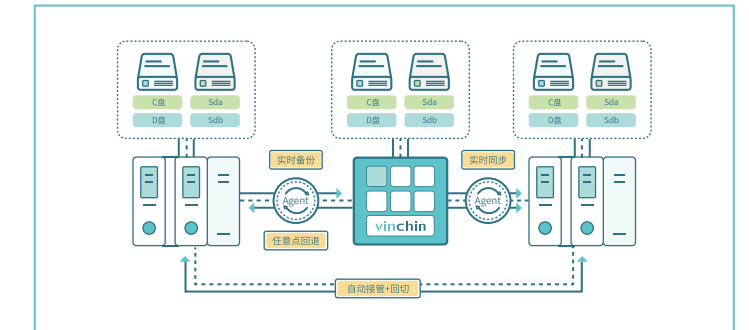 C盘 Sda C盘 Sda C盘 Sda
D盘 Sdb D盘 Sdb D盘 Sdb
实时备份 实时同步
Agent Agent
vinchin
任意点回退
自动接管+回切